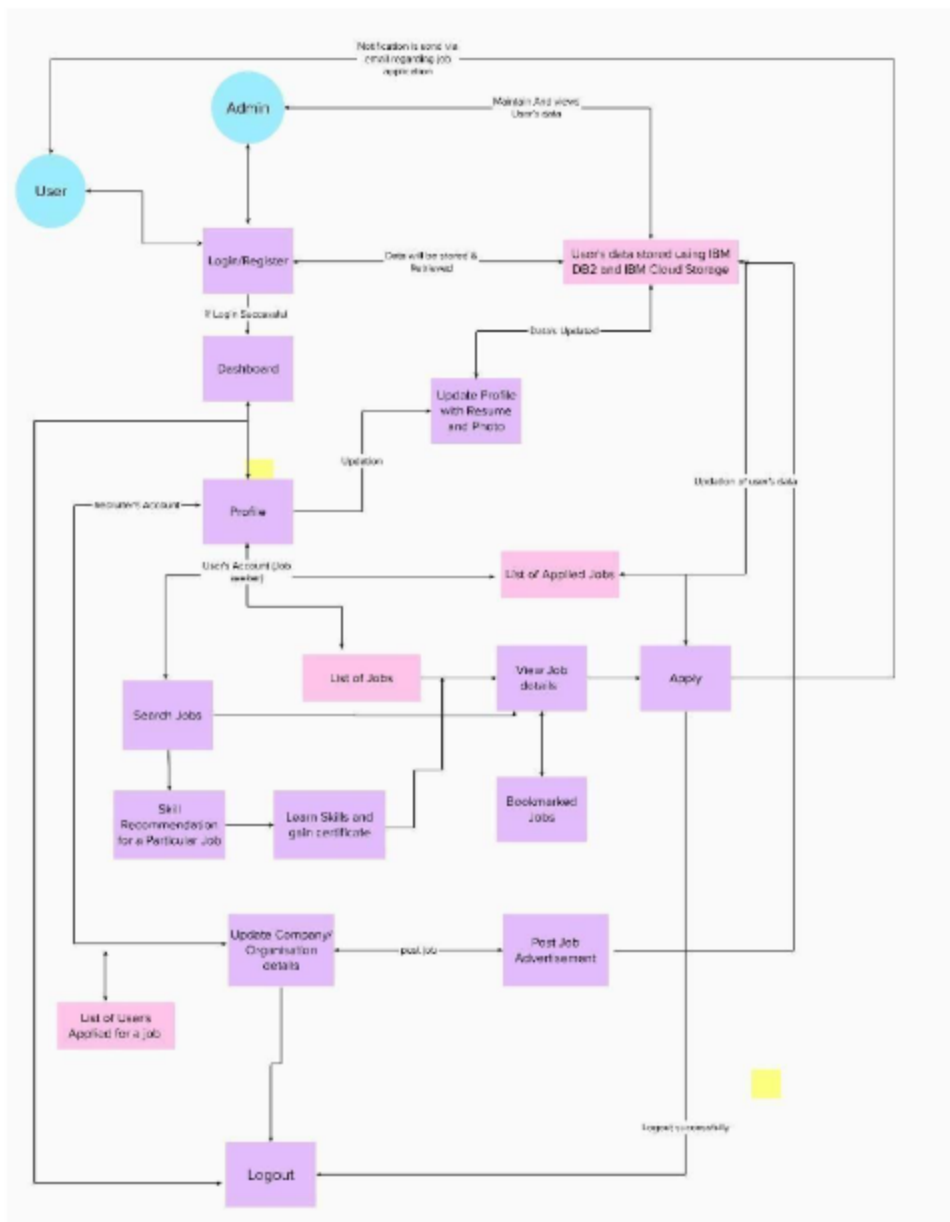 Notification is send via
email regarding job
application
Admin
Maintain And views
User's data
User
Login/Register
Data will be stored &
Retrieved
User's data stored using IBM
DB2 and IBM Cloud Storage
If Login Successful
Dashboard
Data's Updated
Update Profile
with Resume
and Photo
Updation
Updation of user's data
Recruiter's Account
Profile
User's Account (Job
seeker)
List of Applied Jobs
List of Jobs
View Job
details
Apply
Search Jobs
Skill
Recommendation
for a Particular Job
Learn Skills and
gain certificate
Bookmarked
Jobs
Update Company/
Organisation
details
post job
Post Job
Advertisement
List of Users
Applied for a job
Logout successfully
Logout